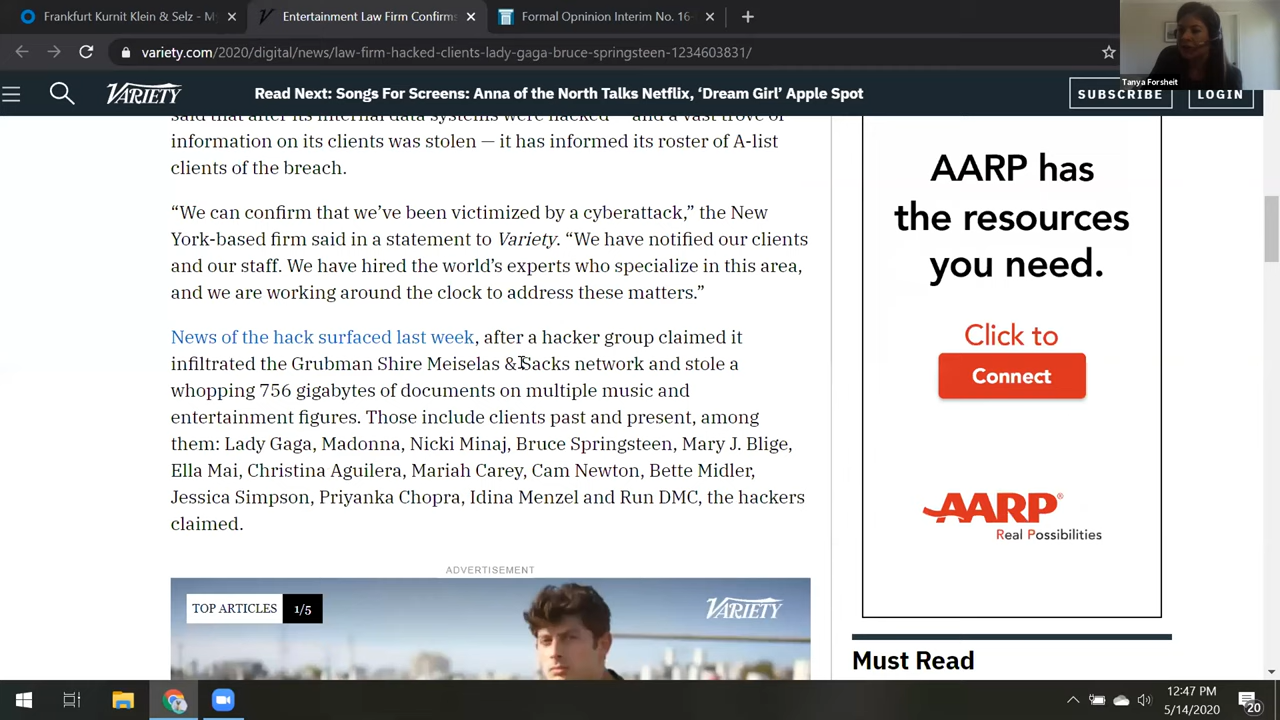 Frankfurt Kurnit Klein & Selz - M
Entertainment Law Firm Confirms
Formal Opninion Interim No. 16-
variety.com/2020/digital/news/law-firm-hacked-clients-lady-gaga-bruce-springsteen-1234603831/
Tanya Forsheit
VARIETY
Read Next: Songs For Screens: Anna of the North Talks Netflix, ‘Dream Girl’ Apple Spot
SUBSCRIBE
LOGIN
said that after its internal data systems were hacked — and a vast trove of
information on its clients was stolen — it has informed its roster of A-list
clients of the breach.
“We can confirm that we’ve been victimized by a cyberattack,” the New
York-based firm said in a statement to Variety. “We have notified our clients
and our staff. We have hired the world’s experts who specialize in this area,
and we are working around the clock to address these matters.”
News of the hack surfaced last week, after a hacker group claimed it
infiltrated the Grubman Shire Meiselas & Sacks network and stole a
whopping 756 gigabytes of documents on multiple music and
entertainment figures. Those include clients past and present, among
them: Lady Gaga, Madonna, Nicki Minaj, Bruce Springsteen, Mary J. Blige,
Ella Mai, Christina Aguilera, Mariah Carey, Cam Newton, Bette Midler,
Jessica Simpson, Priyanka Chopra, Idina Menzel and Run DMC, the hackers
claimed.
ADVERTISEMENT
TOP ARTICLES 1/5
VARIETY
AARP has
the resources
you need.
Click to
Connect
AARP®
Real Possibilities
Must Read
12:47 PM
5/14/2020
20